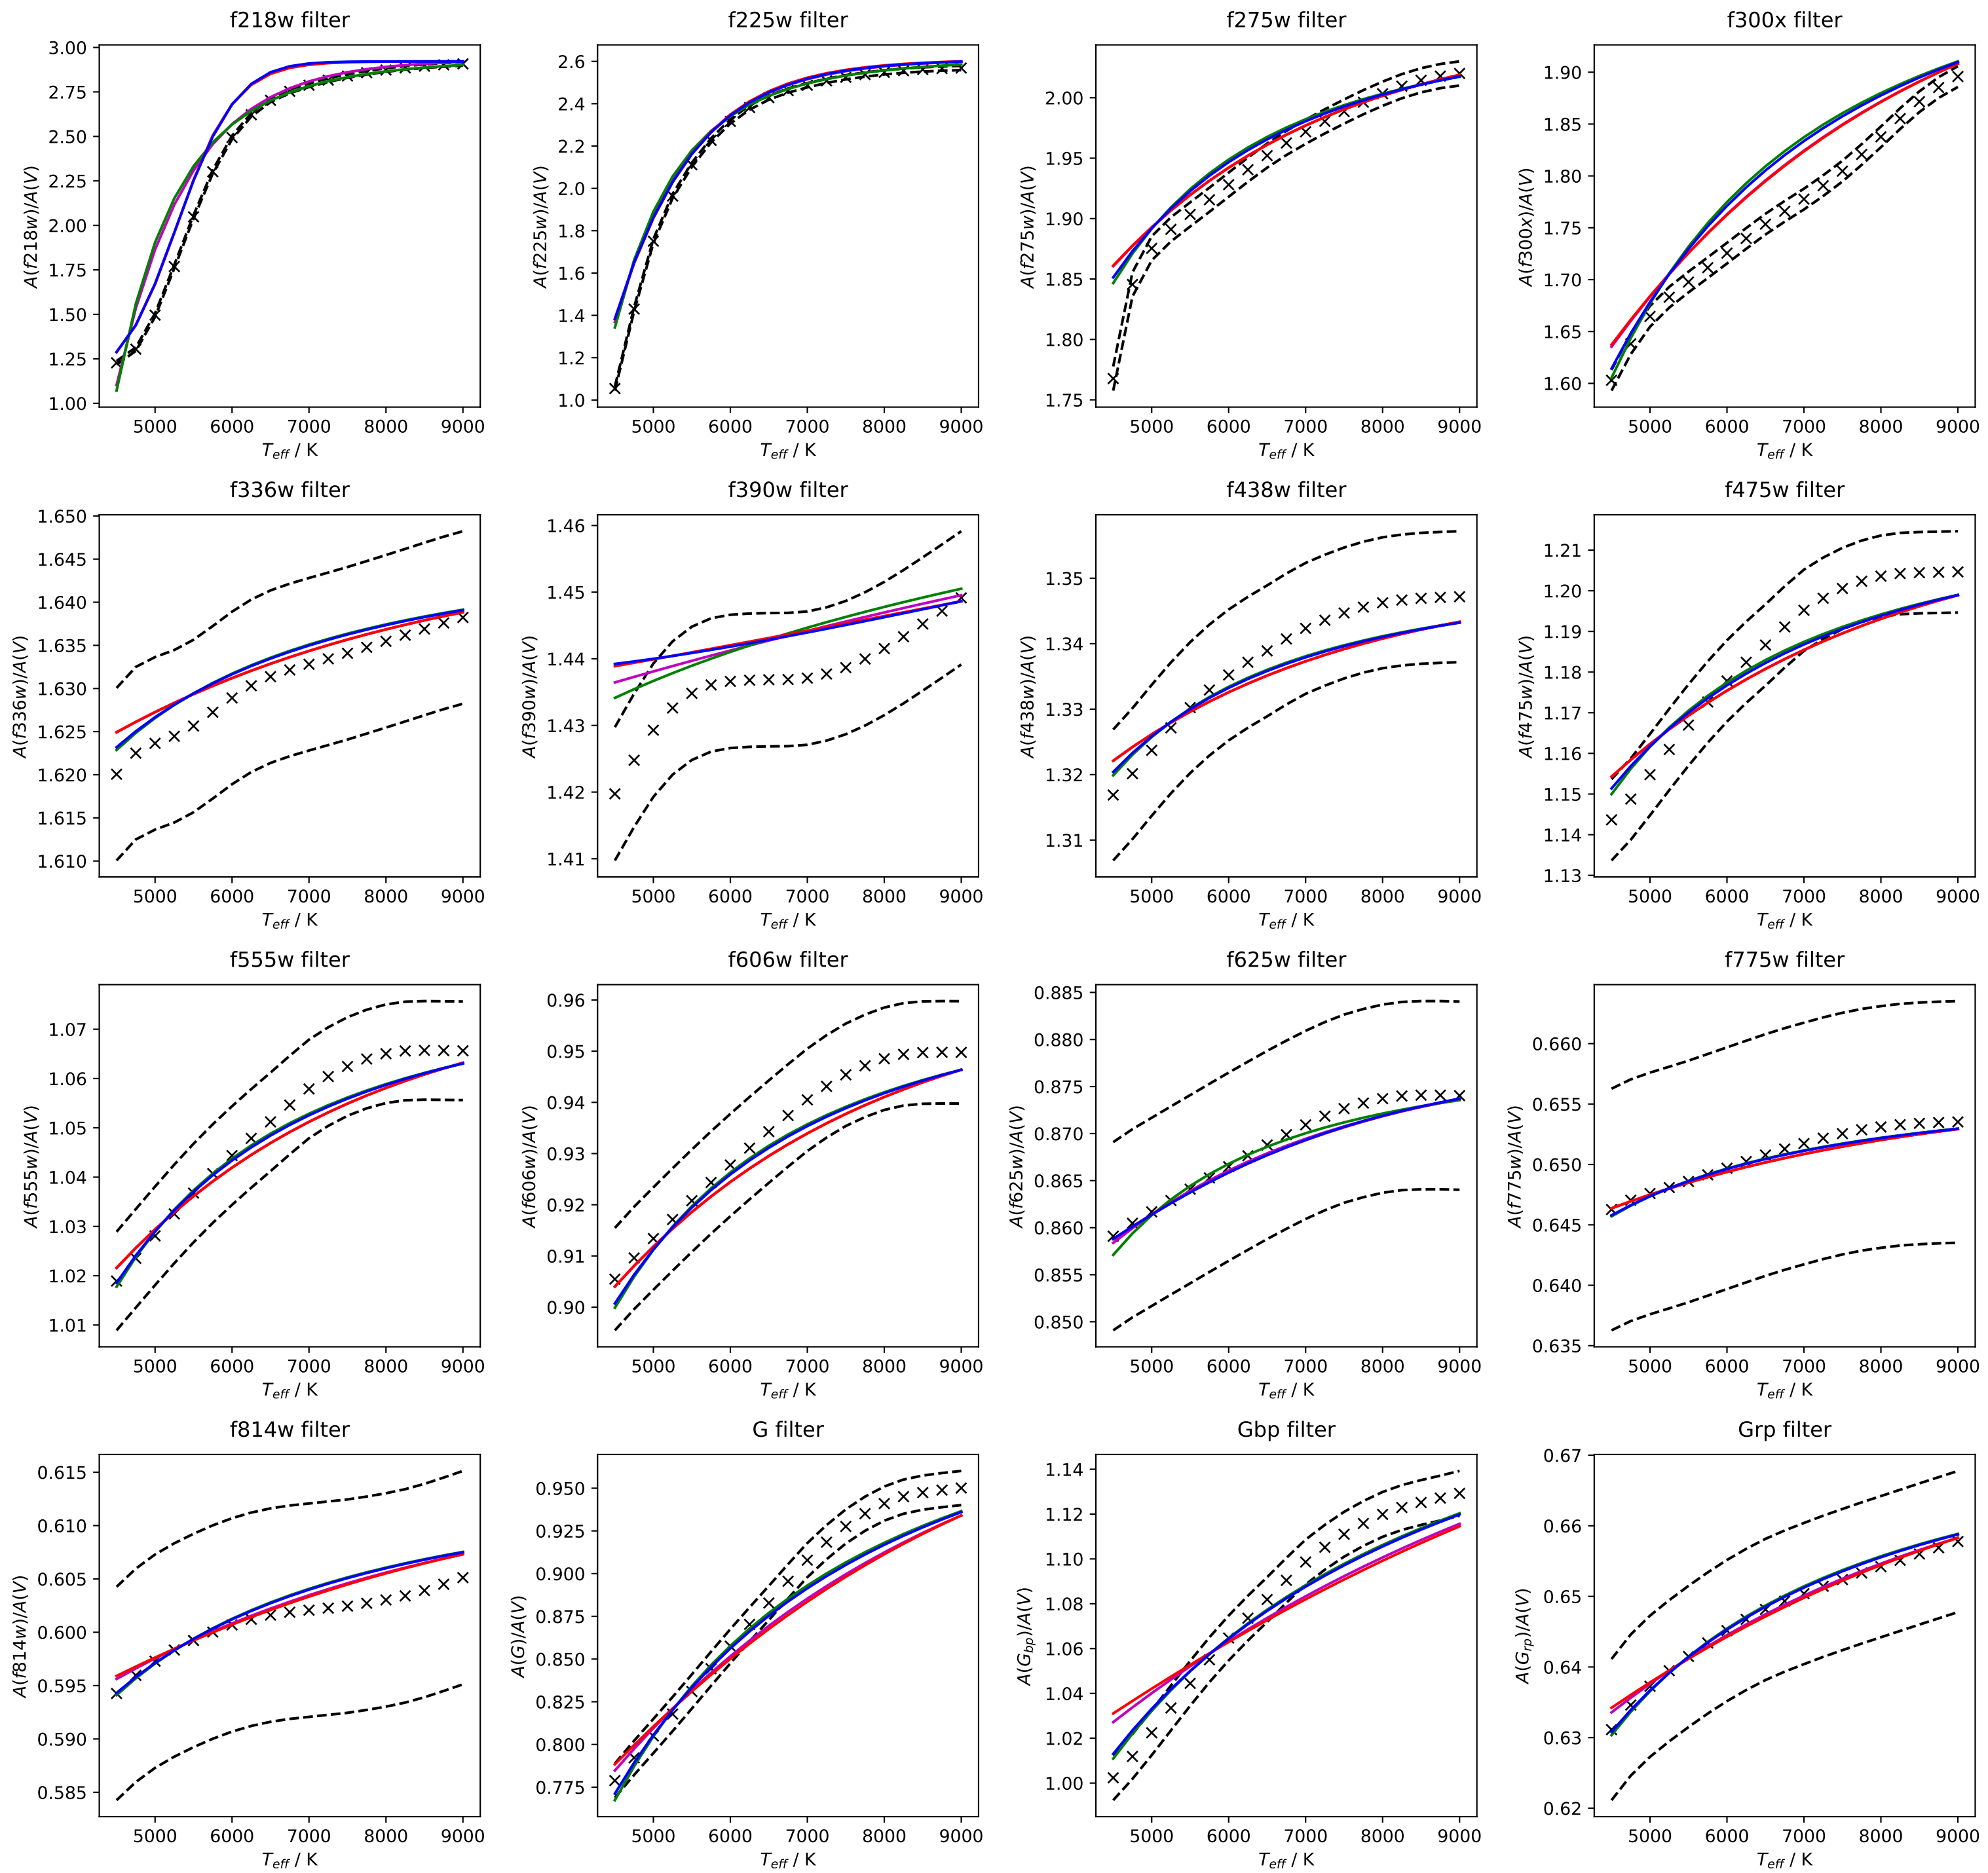 f218w filter
A(f218w)/A(V)
3.00
2.75
2.50
2.25
2.00
1.75
1.50
1.25
1.00
5000 6000 7000 8000 9000
T_eff / K
f225w filter
A(f225w)/A(V)
2.6
2.4
2.2
2.0
1.8
1.6
1.4
1.2
1.0
5000 6000 7000 8000 9000
T_eff / K
f275w filter
A(f275w)/A(V)
2.00
1.95
1.90
1.85
1.80
1.75
5000 6000 7000 8000 9000
T_eff / K
f300x filter
A(f300x)/A(V)
1.90
1.85
1.80
1.75
1.70
1.65
1.60
5000 6000 7000 8000 9000
T_eff / K
f336w filter
A(f336w)/A(V)
1.650
1.645
1.640
1.635
1.630
1.625
1.620
1.615
1.610
5000 6000 7000 8000 9000
T_eff / K
f390w filter
A(f390w)/A(V)
1.46
1.45
1.44
1.43
1.42
1.41
5000 6000 7000 8000 9000
T_eff / K
f438w filter
A(f438w)/A(V)
1.35
1.34
1.33
1.32
1.31
5000 6000 7000 8000 9000
T_eff / K
f475w filter
A(f475w)/A(V)
1.21
1.20
1.19
1.18
1.17
1.16
1.15
1.14
1.13
5000 6000 7000 8000 9000
T_eff / K
f555w filter
A(f555w)/A(V)
1.07
1.06
1.05
1.04
1.03
1.02
1.01
5000 6000 7000 8000 9000
T_eff / K
f606w filter
A(f606w)/A(V)
0.96
0.95
0.94
0.93
0.92
0.91
0.90
5000 6000 7000 8000 9000
T_eff / K
f625w filter
A(f625w)/A(V)
0.885
0.880
0.875
0.870
0.865
0.860
0.855
0.850
5000 6000 7000 8000 9000
T_eff / K
f775w filter
A(f775w)/A(V)
0.660
0.655
0.650
0.645
0.640
0.635
5000 6000 7000 8000 9000
T_eff / K
f814w filter
A(f814w)/A(V)
0.615
0.610
0.605
0.600
0.595
0.590
0.585
5000 6000 7000 8000 9000
T_eff / K
G filter
A(G)/A(V)
0.950
0.925
0.900
0.875
0.850
0.825
0.800
0.775
5000 6000 7000 8000 9000
T_eff / K
Gbp filter
A(G_bp)/A(V)
1.14
1.12
1.10
1.08
1.06
1.04
1.02
1.00
5000 6000 7000 8000 9000
T_eff / K
Grp filter
A(G_rp)/A(V)
0.67
0.66
0.65
0.64
0.63
0.62
5000 6000 7000 8000 9000
T_eff / K